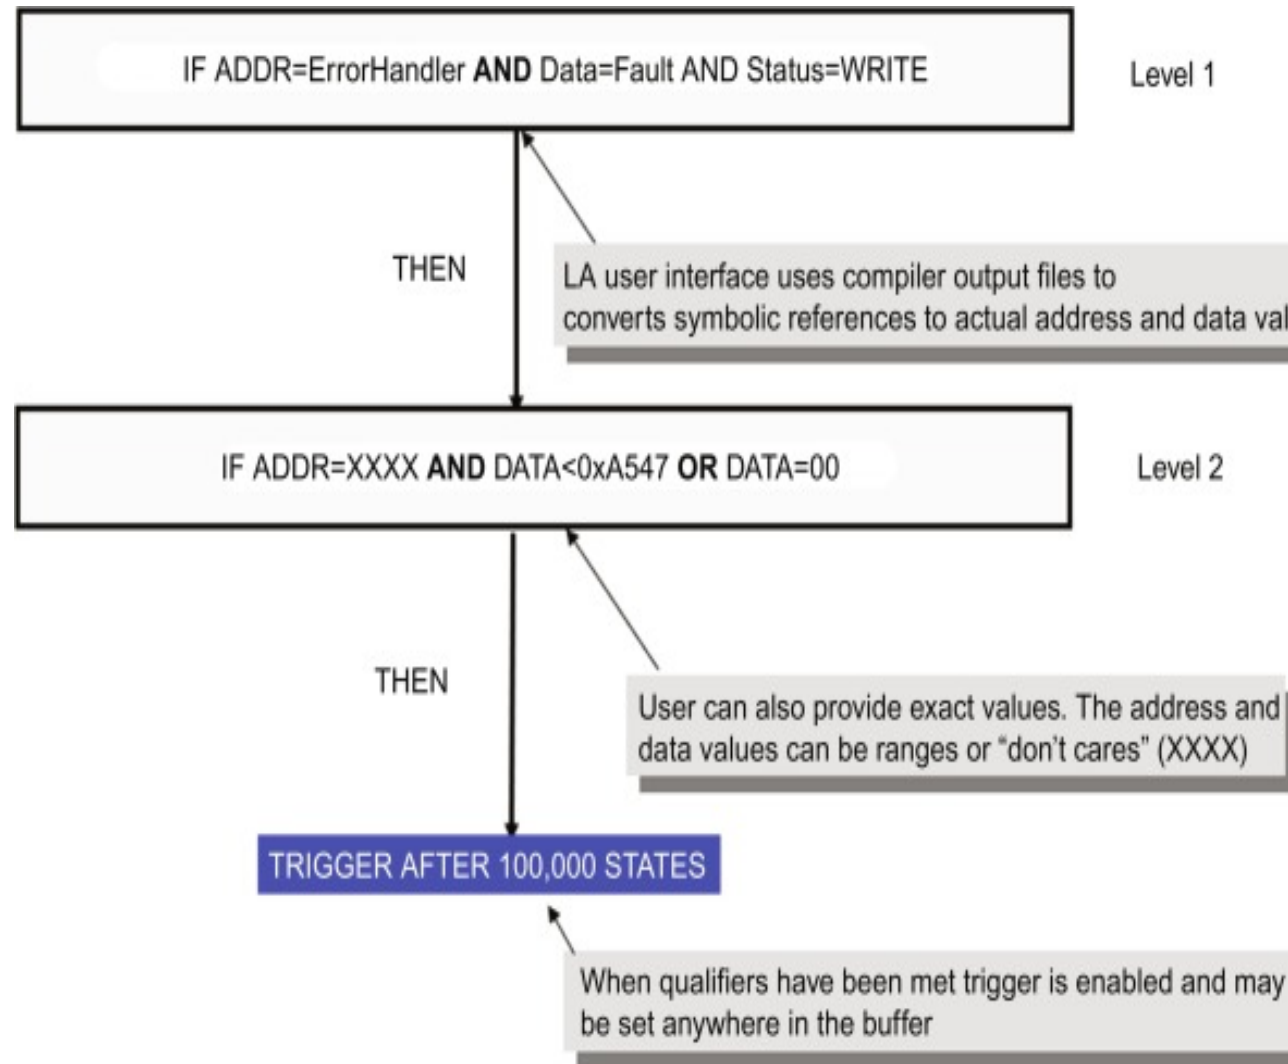 IF ADDR=ErrorHandler AND Data=Fault AND Status=WRITE
Level 1
THEN
LA user interface uses compiler output files to
converts symbolic references to actual address and data val
IF ADDR=XXXX AND DATA<0xA547 OR DATA=00
Level 2
THEN
User can also provide exact values. The address and
data values can be ranges or “don’t cares” (XXXX)
TRIGGER AFTER 100,000 STATES
When qualifiers have been met trigger is enabled and may
be set anywhere in the buffer